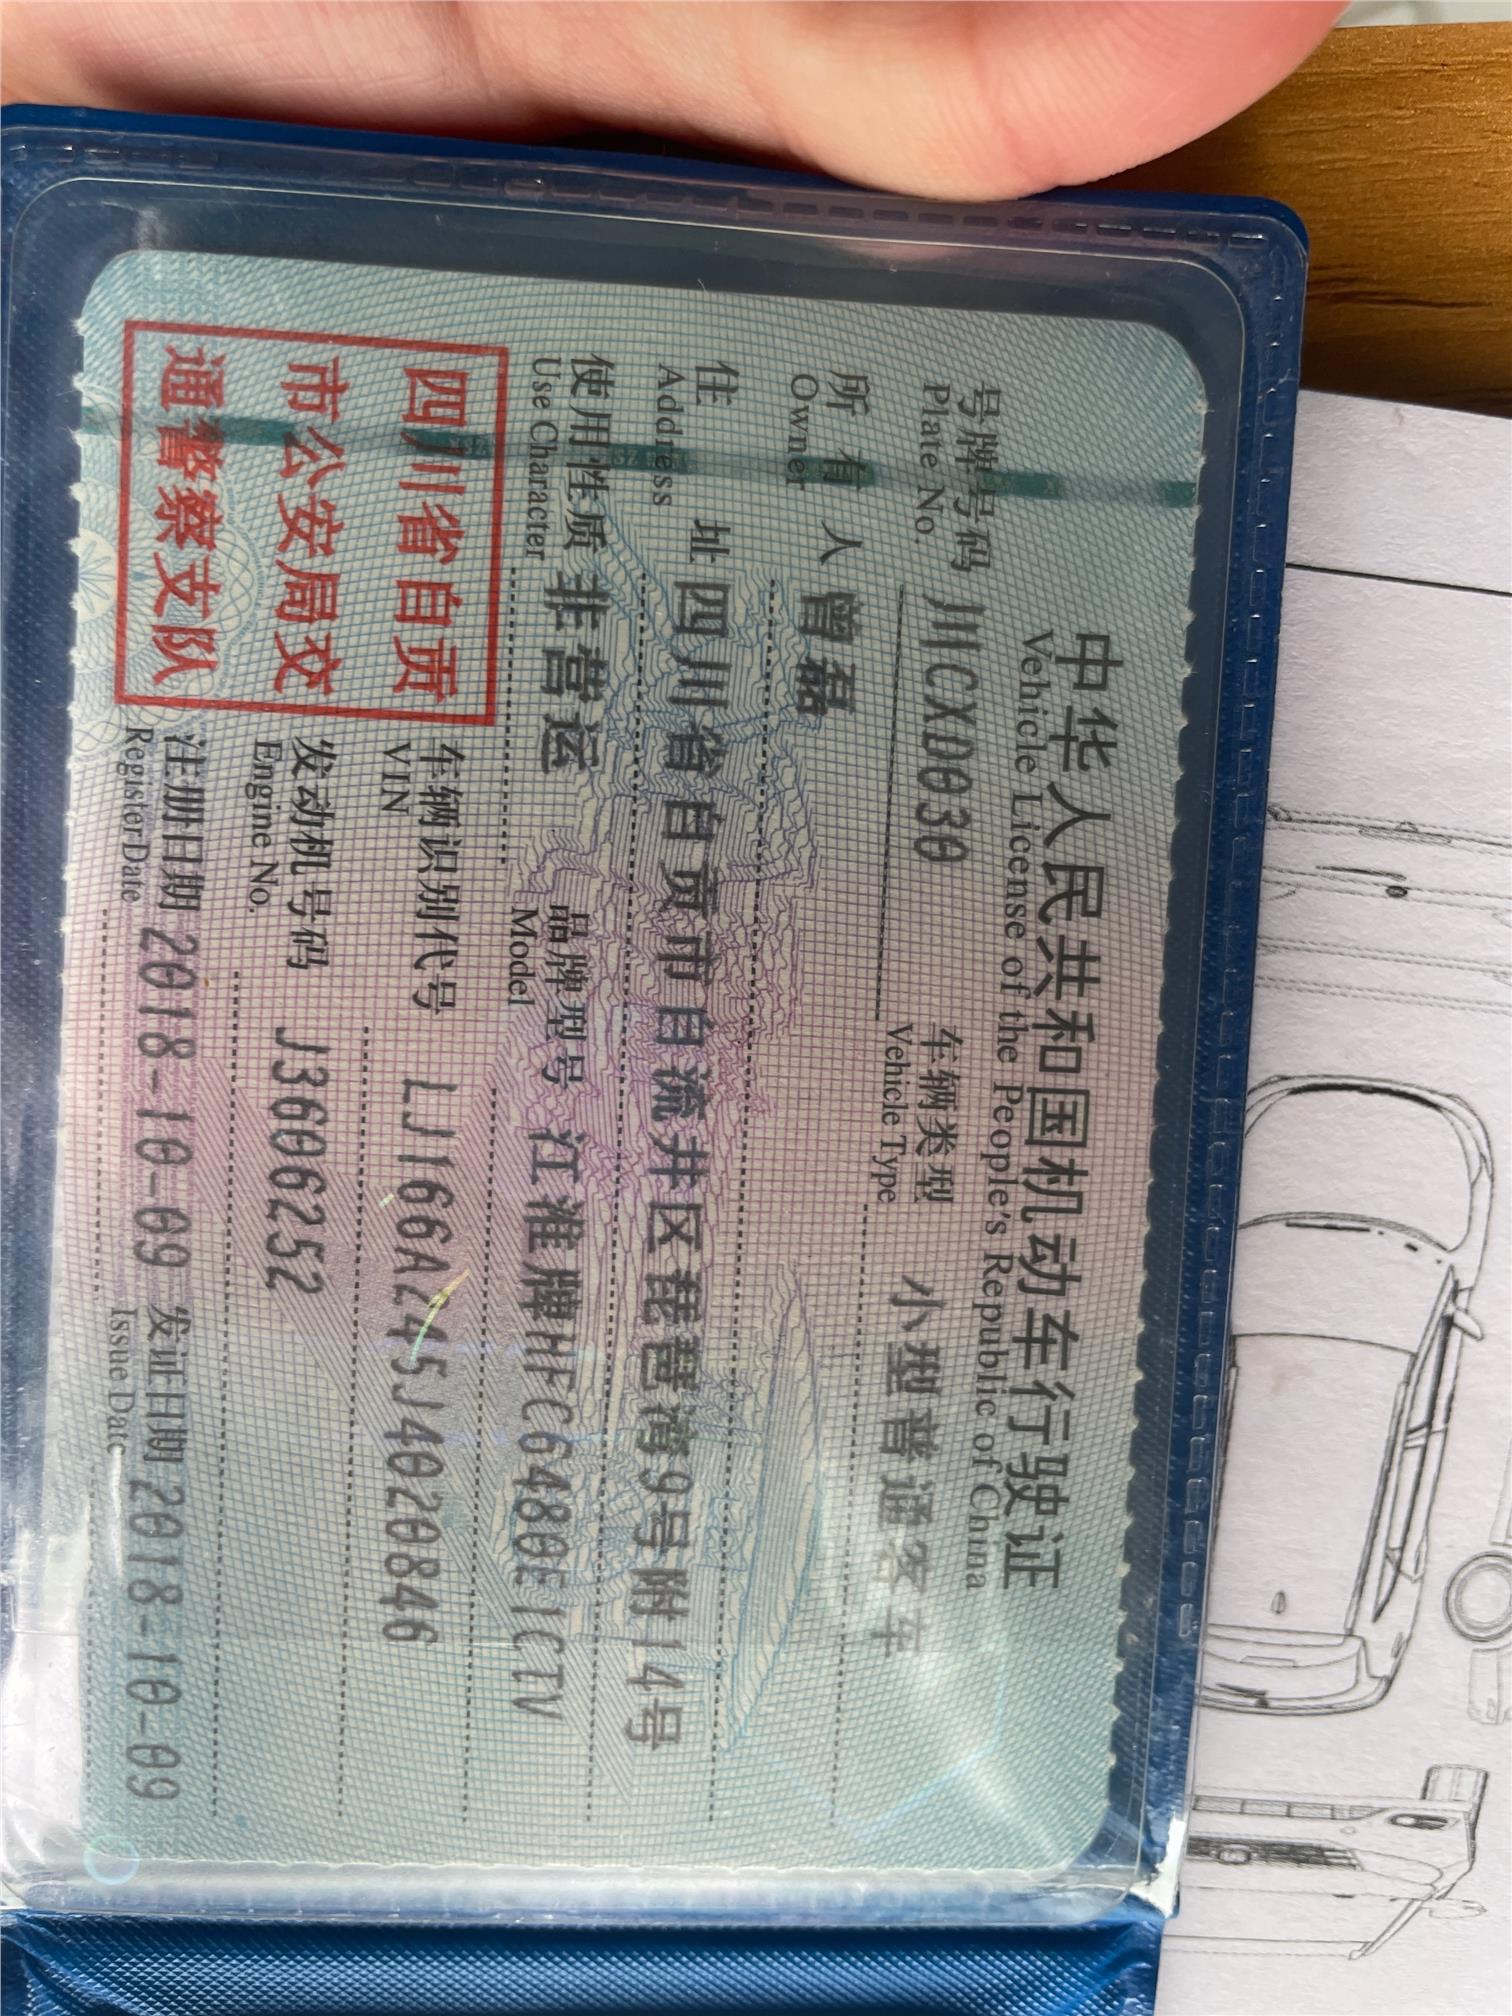 中华人民共和国机动车行驶证
Vehicle License of the People's Republic of China
号牌号码 川CXD030 车辆类型 小型普通客车
Plate No. Vehicle Type
所有人 曾磊
Owner
住址 四川省自贡市自流井区琵琶湾9号附14号
Address
使用性质 非营运 品牌型号 江淮牌HFC6480E1CTV
Use Character Model
四川省自贡
市公安局交
通警察支队
车辆识别代号 LJ166A245J4020846
VIN
发动机号码 J3606252
Engine No.
注册日期 2018-10-09 发证日期 2018-10-09
Register Date Issue Date